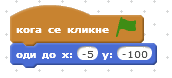 кога се кликне
оди до x: -5 y: -100